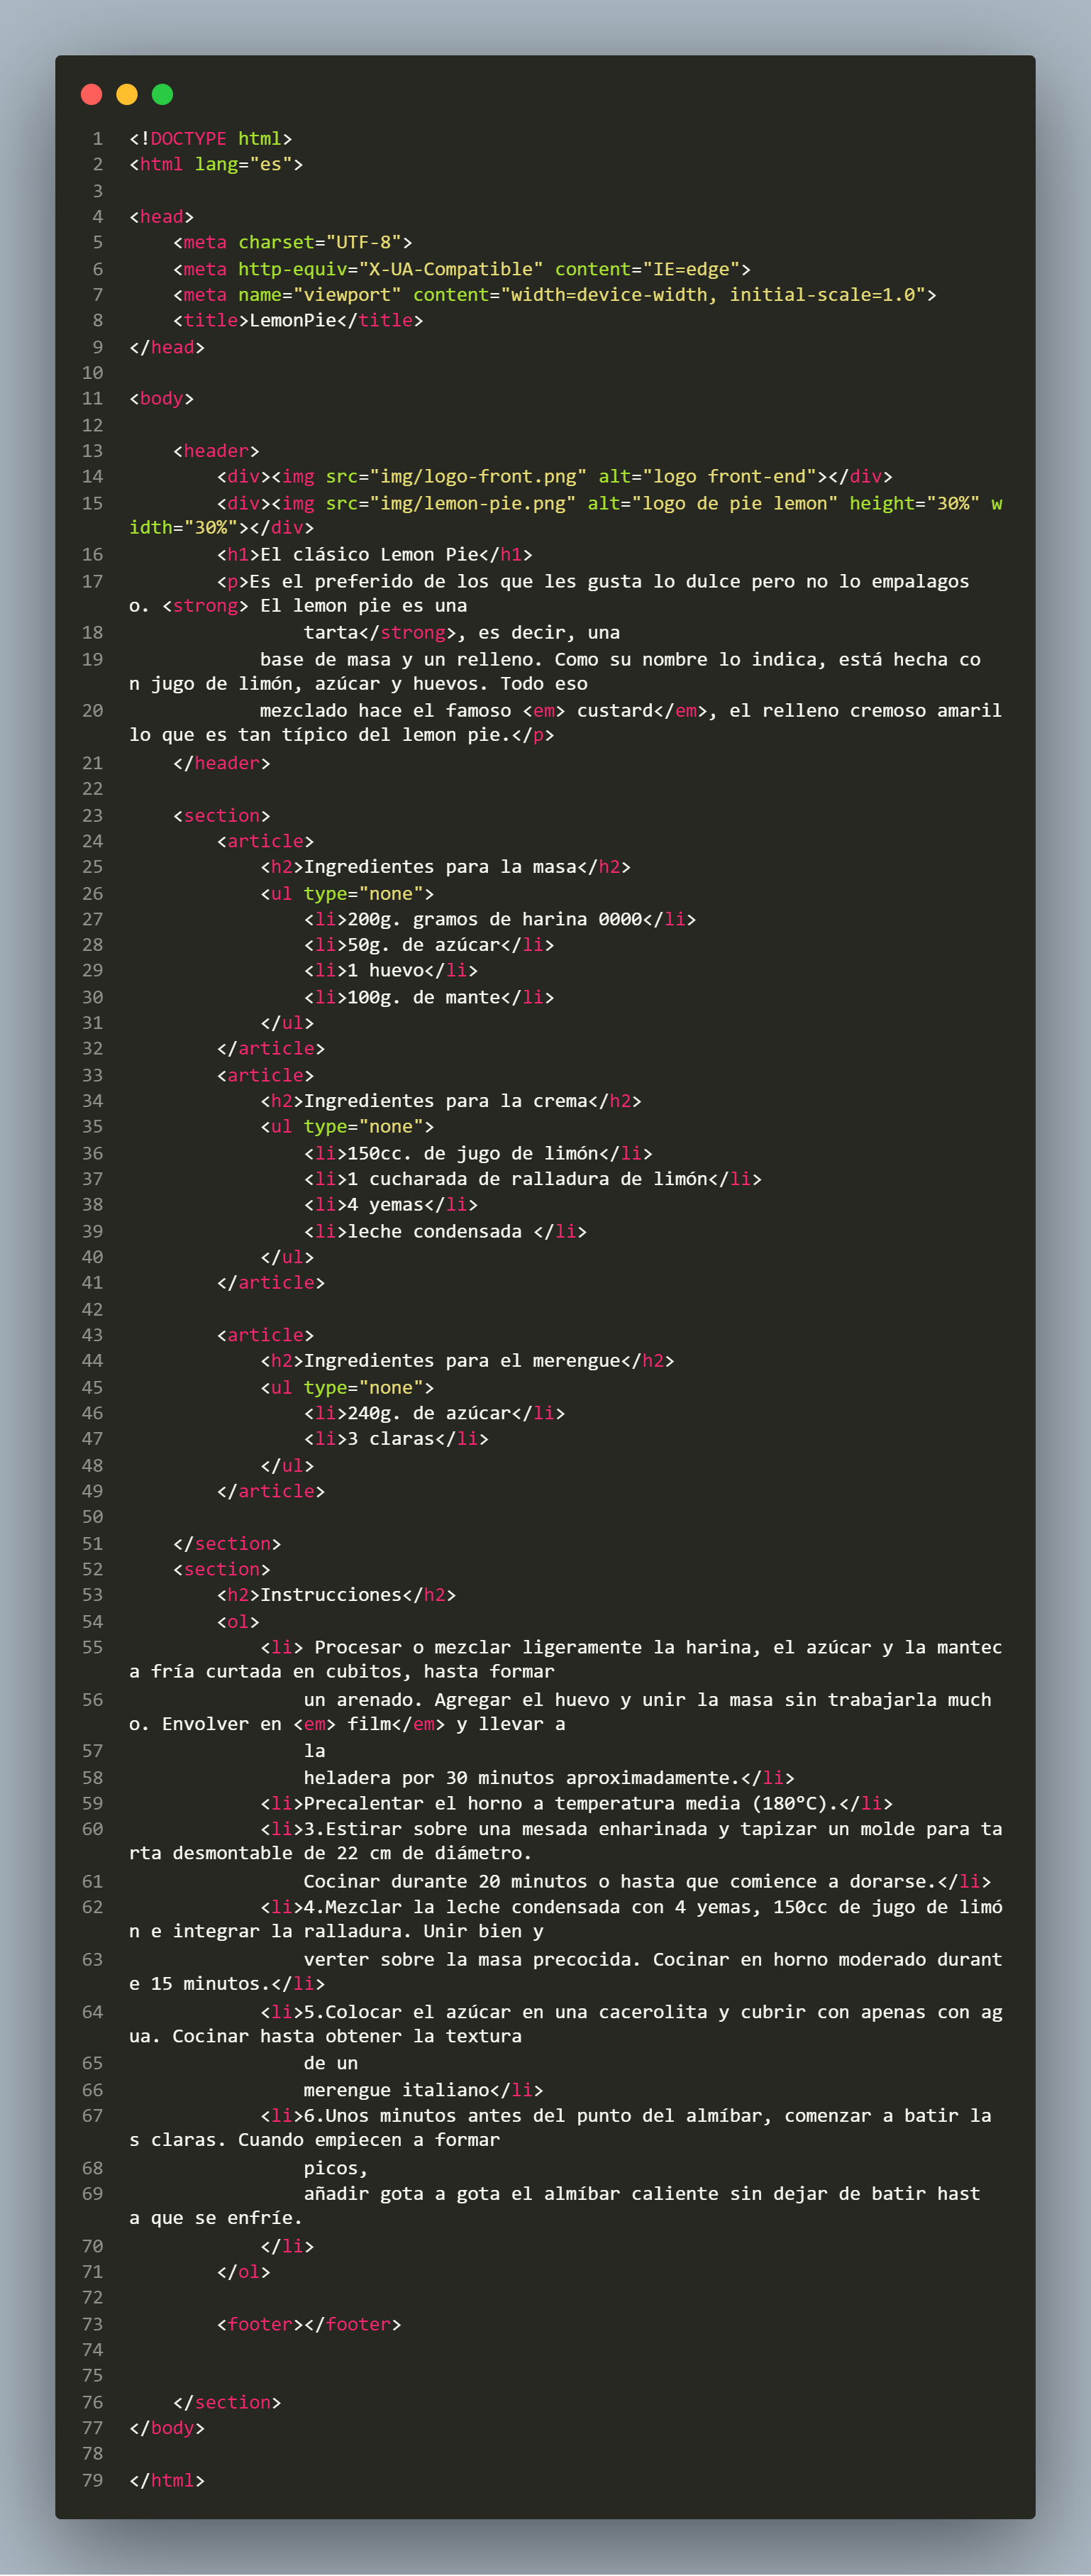 1 <!DOCTYPE html>
2 <html lang="es">
3
4 <head>
5     <meta charset="UTF-8">
6     <meta http-equiv="X-UA-Compatible" content="IE=edge">
7     <meta name="viewport" content="width=device-width, initial-scale=1.0">
8     <title>LemonPie</title>
9 </head>
10
11 <body>
12
13     <header>
14         <div><img src="img/logo-front.png" alt="logo front-end"></div>
15         <div><img src="img/lemon-pie.png" alt="logo de pie lemon" height="30%" w
idth="30%"></div>
16         <h1>El clásico Lemon Pie</h1>
17         <p>Es el preferido de los que les gusta lo dulce pero no lo empalagos
o. <strong> El lemon pie es una
18                 tarta</strong>, es decir, una
19             base de masa y un relleno. Como su nombre lo indica, está hecha co
n jugo de limón, azúcar y huevos. Todo eso
20             mezclado hace el famoso <em> custard</em>, el relleno cremoso amaril
lo que es tan típico del lemon pie.</p>
21     </header>
22
23     <section>
24         <article>
25             <h2>Ingredientes para la masa</h2>
26             <ul type="none">
27                 <li>200g. gramos de harina 0000</li>
28                 <li>50g. de azúcar</li>
29                 <li>1 huevo</li>
30                 <li>100g. de mante</li>
31             </ul>
32         </article>
33         <article>
34             <h2>Ingredientes para la crema</h2>
35             <ul type="none">
36                 <li>150cc. de jugo de limón</li>
37                 <li>1 cucharada de ralladura de limón</li>
38                 <li>4 yemas</li>
39                 <li>leche condensada </li>
40             </ul>
41         </article>
42
43         <article>
44             <h2>Ingredientes para el merengue</h2>
45             <ul type="none">
46                 <li>240g. de azúcar</li>
47                 <li>3 claras</li>
48             </ul>
49         </article>
50
51     </section>
52     <section>
53         <h2>Instrucciones</h2>
54         <ol>
55             <li> Procesar o mezclar ligeramente la harina, el azúcar y la mantec
a fría curtada en cubitos, hasta formar
56                 un arenado. Agregar el huevo y unir la masa sin trabajarla much
o. Envolver en <em> film</em> y llevar a
57                 la
58                 heladera por 30 minutos aproximadamente.</li>
59             <li>Precalentar el horno a temperatura media (180°C).</li>
60             <li>3.Estirar sobre una mesada enharinada y tapizar un molde para ta
rta desmontable de 22 cm de diámetro.
61                 Cocinar durante 20 minutos o hasta que comience a dorarse.</li>
62             <li>4.Mezclar la leche condensada con 4 yemas, 150cc de jugo de limó
n e integrar la ralladura. Unir bien y
63                 verter sobre la masa precocida. Cocinar en horno moderado durant
e 15 minutos.</li>
64             <li>5.Colocar el azúcar en una cacerolita y cubrir con apenas con ag
ua. Cocinar hasta obtener la textura
65                 de un
66                 merengue italiano</li>
67             <li>6.Unos minutos antes del punto del almíbar, comenzar a batir la
s claras. Cuando empiecen a formar
68                 picos,
69                 añadir gota a gota el almíbar caliente sin dejar de batir hast
a que se enfríe.
70             </li>
71         </ol>
72
73         <footer></footer>
74
75
76     </section>
77 </body>
78
79 </html>